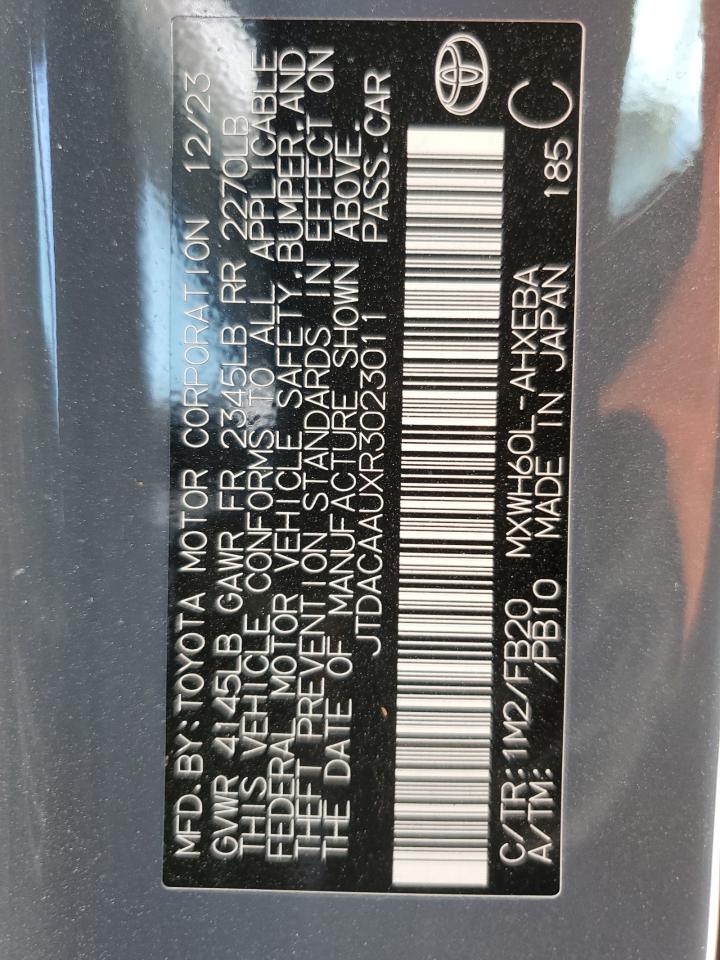 MFD.BY:TOYOTA MOTOR CORPORATION 12/23
GVWR 4145LB GAWR FR 2345LB RR 2270LB
THIS VEHICLE CONFORMS TO ALL APPLICABLE
FEDERAL MOTOR VEHICLE SAFETY,BUMPER,AND
THEFT PREVENTION STANDARDS IN EFFECT ON
THE DATE OF MANUFACTURE SHOWN ABOVE.
JTDACAAUXR3023011 PASS.CAR
C/TR:1M2/FB20 MXWH60L-AHXEBA
A/TM: /PB10 MADE IN JAPAN 185 C